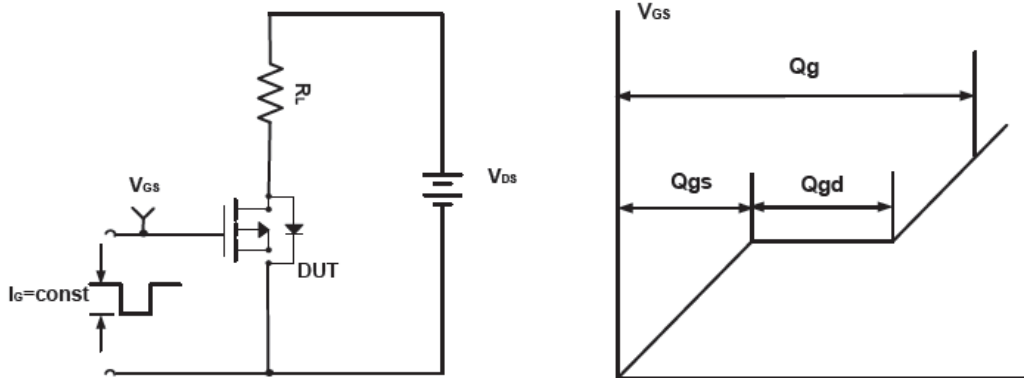 RL
VGS
VDS
DUT
IG=const
VGS
Qg
Qgs
Qgd